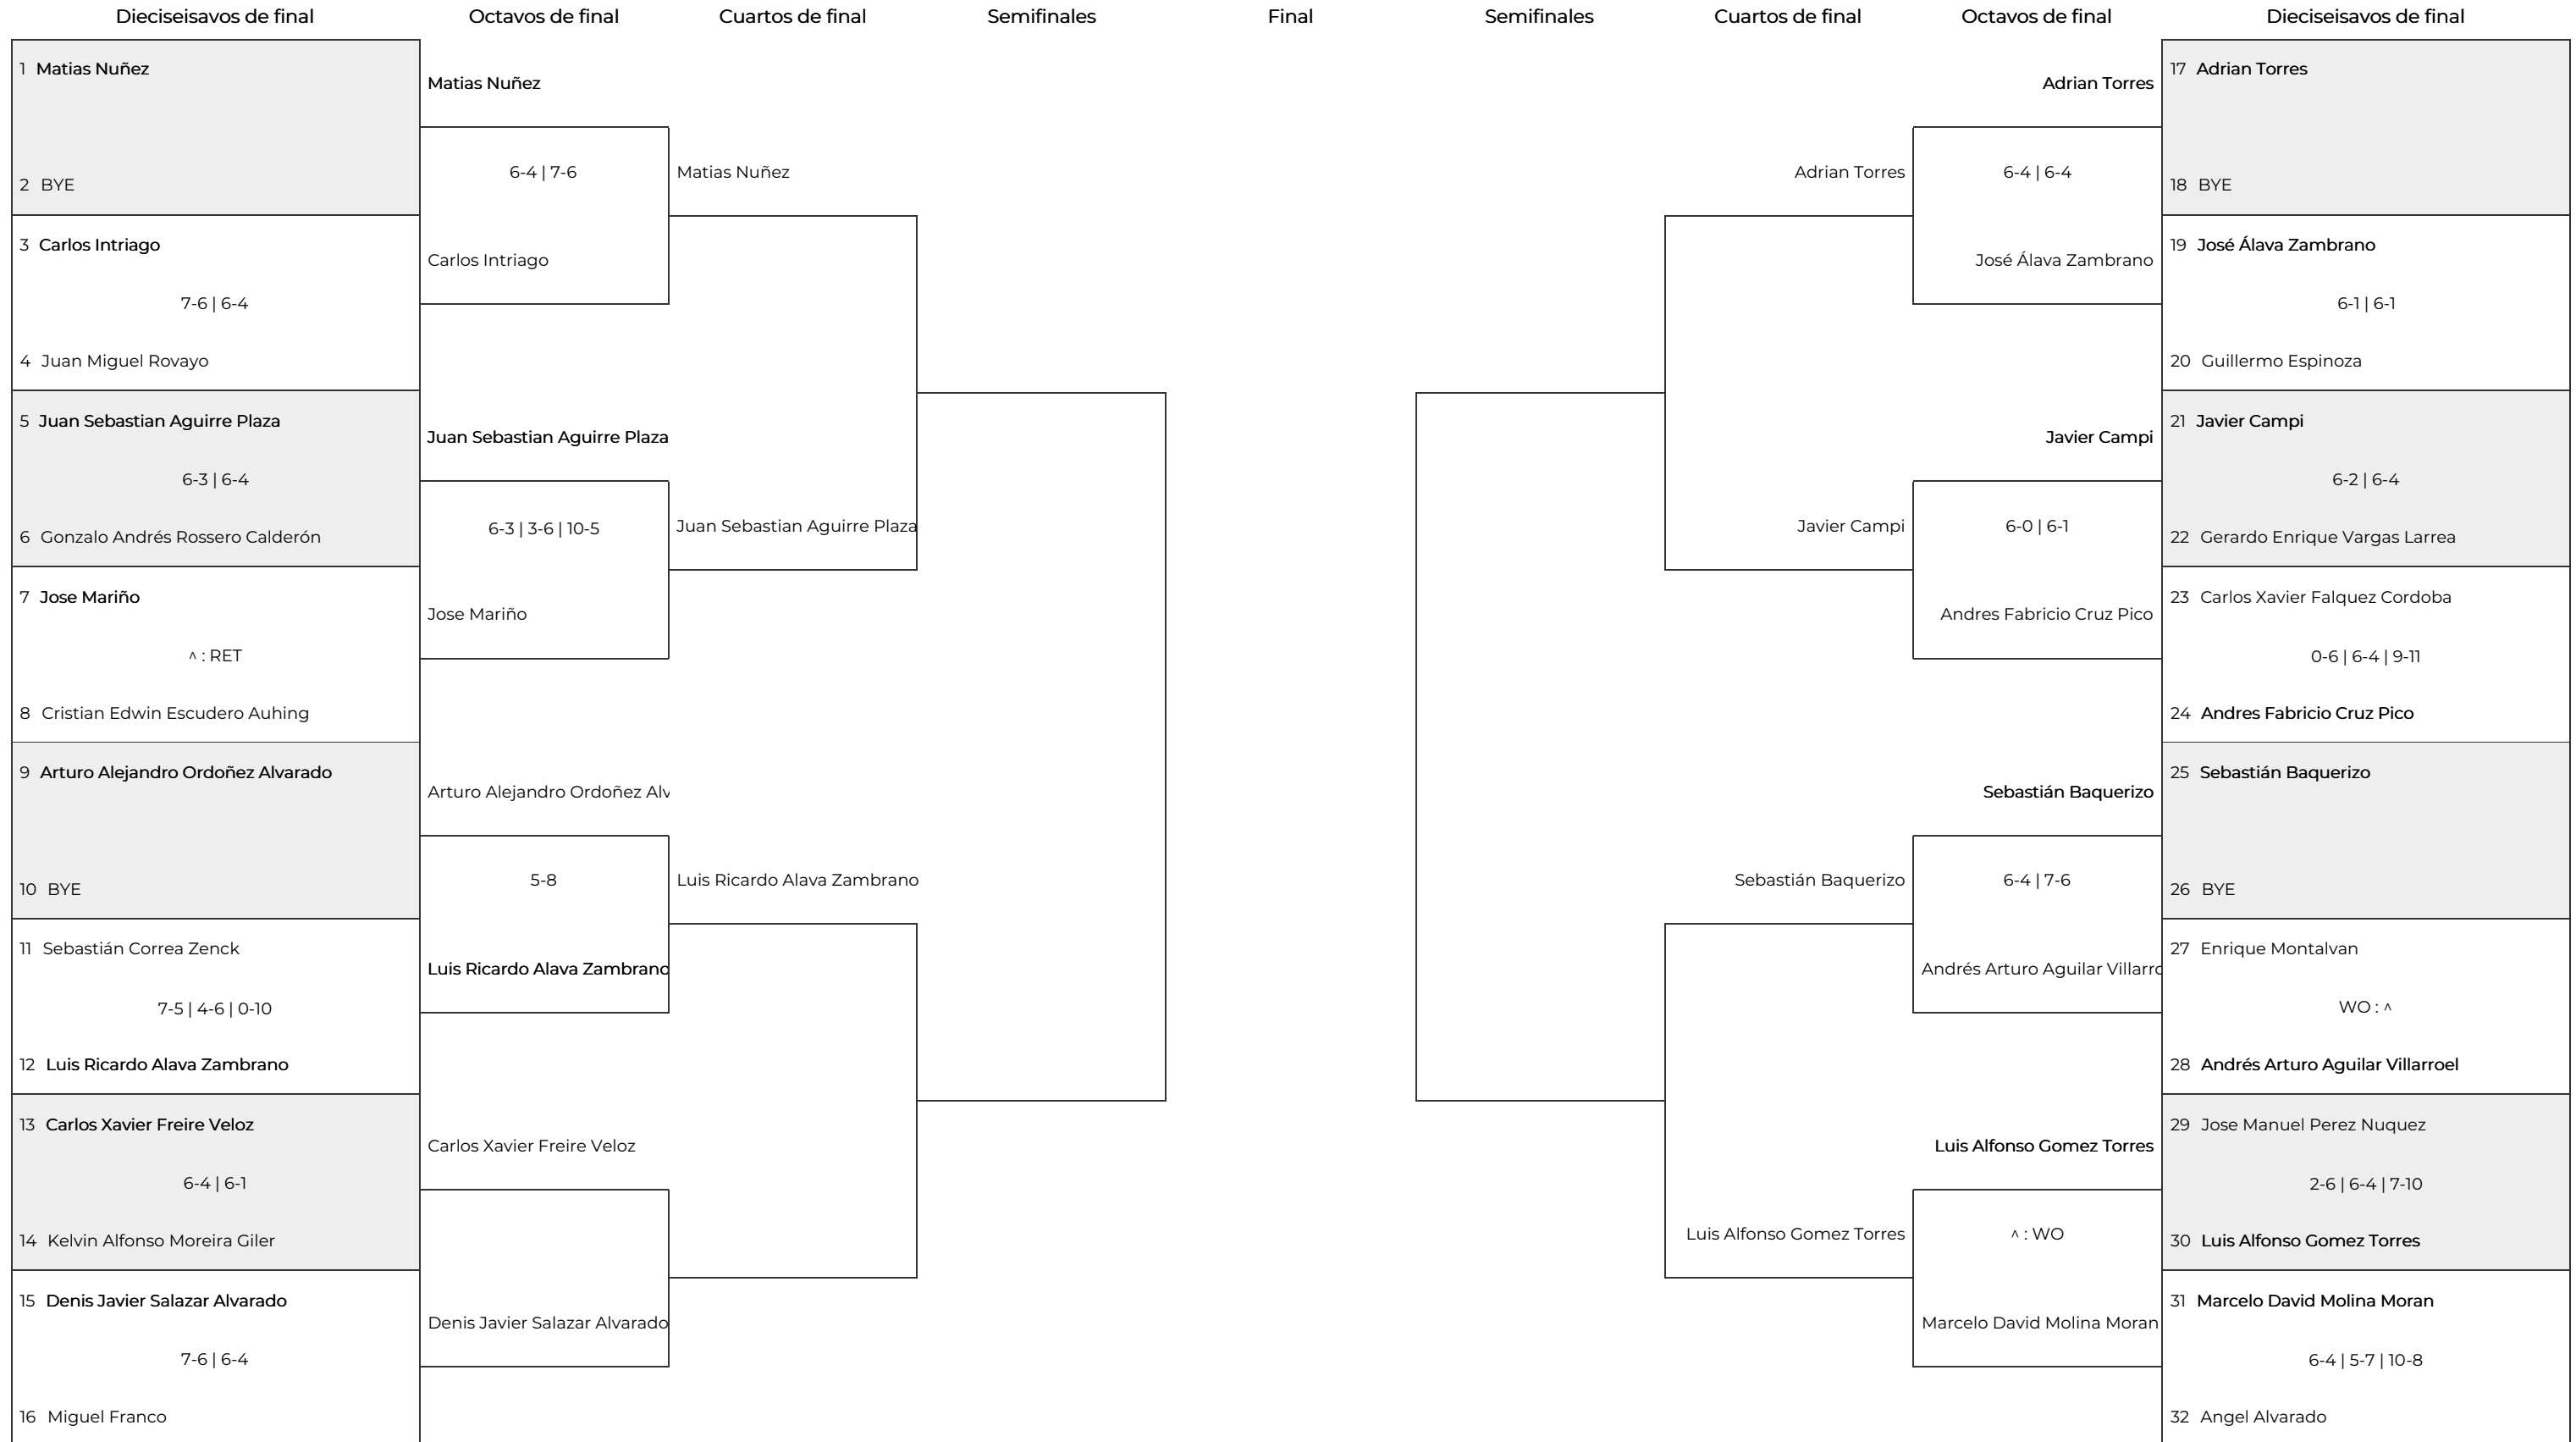 Dieciseisavos de final
Octavos de final
Cuartos de final
Semifinales
Final
Semifinales
Cuartos de final
Octavos de final
Dieciseisavos de final
1 Matias Nuñez
2 BYE
3 Carlos Intriago
7-6 | 6-4
4 Juan Miguel Rovayo
5 Juan Sebastian Aguirre Plaza
6-3 | 6-4
6 Gonzalo Andrés Rossero Calderón
7 Jose Mariño
^ : RET
8 Cristian Edwin Escudero Auhing
9 Arturo Alejandro Ordoñez Alvarado
10 BYE
11 Sebastián Correa Zenck
7-5 | 4-6 | 0-10
12 Luis Ricardo Alava Zambrano
13 Carlos Xavier Freire Veloz
6-4 | 6-1
14 Kelvin Alfonso Moreira Giler
15 Denis Javier Salazar Alvarado
7-6 | 6-4
16 Miguel Franco
Matias Nuñez
6-4 | 7-6
Carlos Intriago
Juan Sebastian Aguirre Plaza
6-3 | 3-6 | 10-5
Jose Mariño
Arturo Alejandro Ordoñez Alv
5-8
Luis Ricardo Alava Zambrano
Carlos Xavier Freire Veloz
Denis Javier Salazar Alvarado
Matias Nuñez
Juan Sebastian Aguirre Plaza
Luis Ricardo Alava Zambrano
Adrian Torres
Javier Campi
Sebastián Baquerizo
Luis Alfonso Gomez Torres
Adrian Torres
6-4 | 6-4
José Álava Zambrano
Javier Campi
6-0 | 6-1
Andres Fabricio Cruz Pico
Sebastián Baquerizo
6-4 | 7-6
Andrés Arturo Aguilar Villarro
Luis Alfonso Gomez Torres
^ : WO
Marcelo David Molina Moran
17 Adrian Torres
18 BYE
19 José Álava Zambrano
6-1 | 6-1
20 Guillermo Espinoza
21 Javier Campi
6-2 | 6-4
22 Gerardo Enrique Vargas Larrea
23 Carlos Xavier Falquez Cordoba
0-6 | 6-4 | 9-11
24 Andres Fabricio Cruz Pico
25 Sebastián Baquerizo
26 BYE
27 Enrique Montalvan
WO : ^
28 Andrés Arturo Aguilar Villarroel
29 Jose Manuel Perez Nuquez
2-6 | 6-4 | 7-10
30 Luis Alfonso Gomez Torres
31 Marcelo David Molina Moran
6-4 | 5-7 | 10-8
32 Angel Alvarado